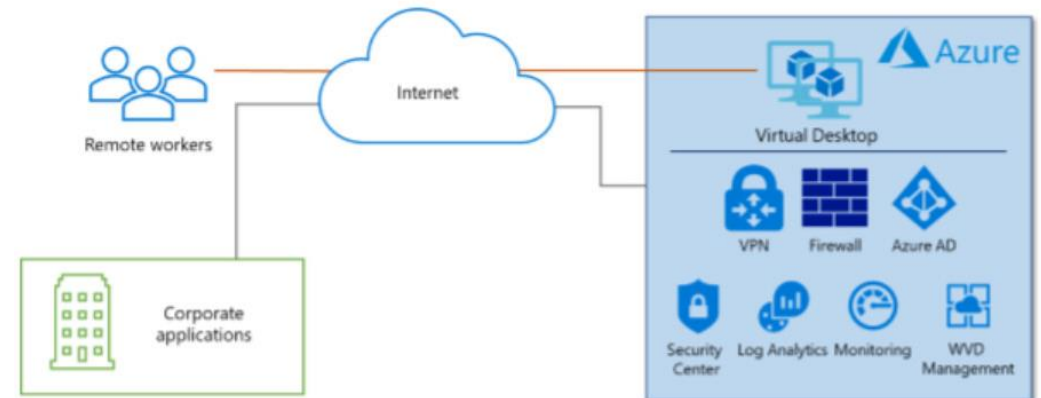 Azure
Internet
Remote workers
Virtual Desktop
VPN
Firewall
Azure AD
Corporate
applications
Security
Center
Log Analytics
Monitoring
WVD
Management